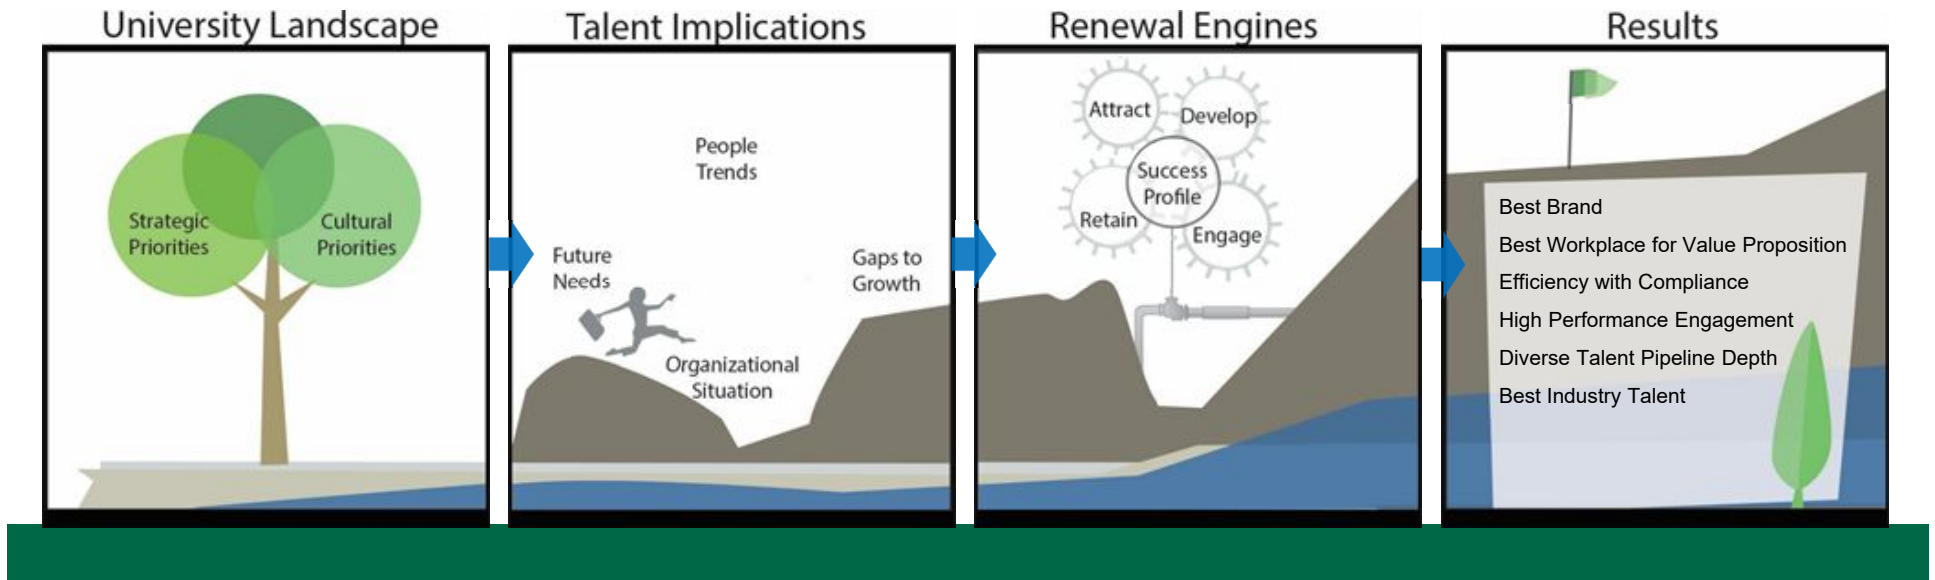 University Landscape
Strategic
Priorities
Cultural
Priorities
Talent Implications
People
Trends
Future
Needs
Gaps to
Growth
Organizational
Situation
Renewal Engines
Attract
Develop
Success
Profile
Retain
Engage
Results
Best Brand
Best Workplace for Value Proposition
Efficiency with Compliance
High Performance Engagement
Diverse Talent Pipeline Depth
Best Industry Talent